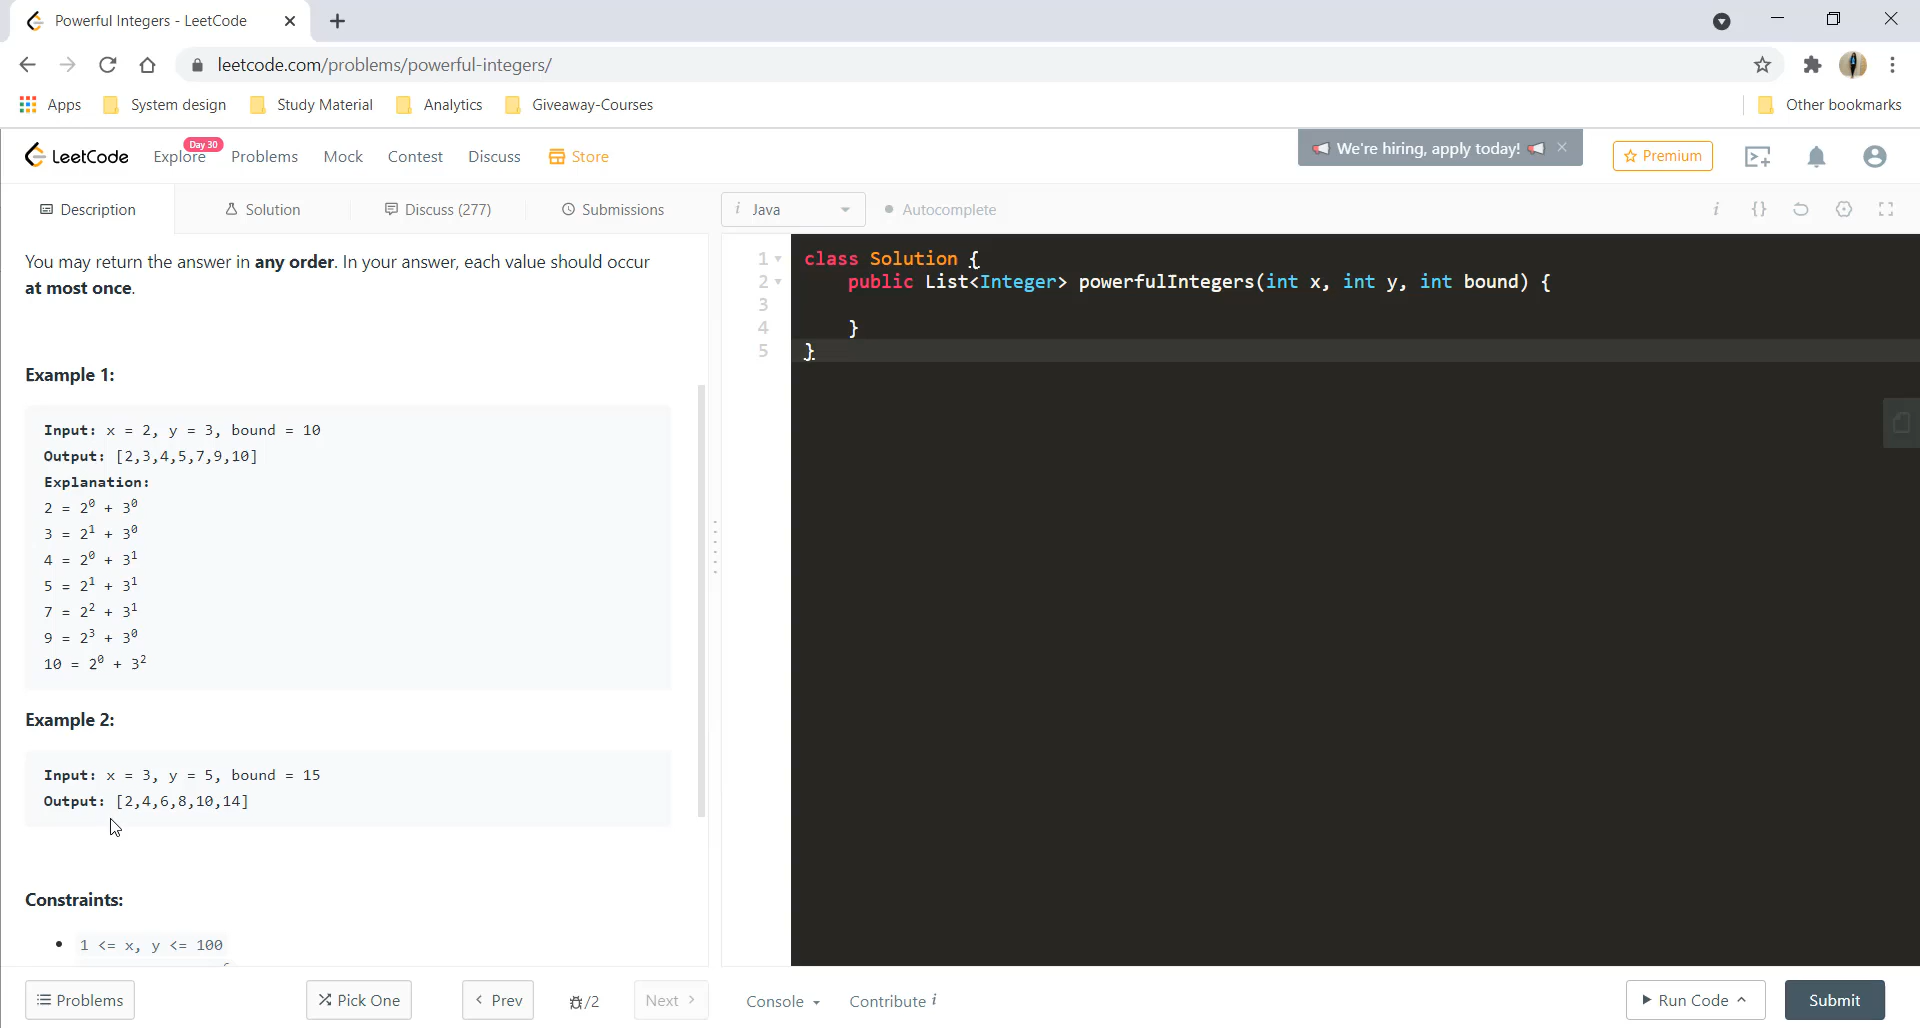 Powerful Integers - LeetCode
leetcode.com/problems/powerful-integers/
Apps System design Study Material Analytics Giveaway-Courses Other bookmarks
LeetCode Explore Day 30 Problems Mock Contest Discuss Store We're hiring, apply today! Premium
Description Solution Discuss (277) Submissions i Java Autocomplete i {}
You may return the answer in any order. In your answer, each value should occur
at most once.
Example 1:
Input: x = 2, y = 3, bound = 10
Output: [2,3,4,5,7,9,10]
Explanation:
2 = 2⁰ + 3⁰
3 = 2¹ + 3⁰
4 = 2⁰ + 3¹
5 = 2¹ + 3¹
7 = 2² + 3¹
9 = 2³ + 3⁰
10 = 2⁰ + 3²
Example 2:
Input: x = 3, y = 5, bound = 15
Output: [2,4,6,8,10,14]
Constraints:
• 1 <= x, y <= 100
1 class Solution {
2 public List<Integer> powerfulIntegers(int x, int y, int bound) {
3
4 }
5 }
Problems Pick One < Prev /2 Next > Console Contribute i Run Code Submit